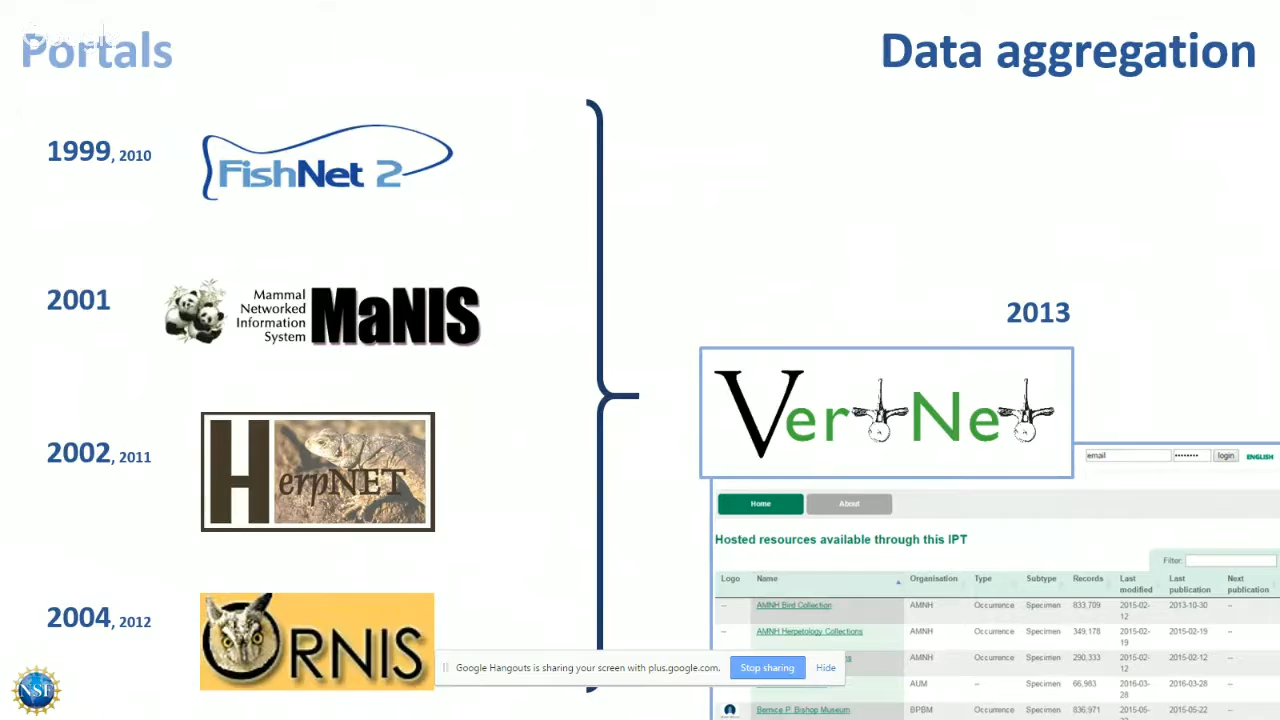 Google
Portals
Data aggregation
1999, 2010
FishNet 2
2001
Mammal
Networked
Information
System
MaNIS
2002, 2011
HerpNET
2004, 2012
ORNIS
NSF
2013
VertNet
email
login
ENGLISH
Home
About
Hosted resources available through this IPT
Filter:
Logo Name Organisation Type Subtype Records Last modified Last publication Next publication
-- AMNH Bird Collection AMNH Occurrence Specimen 833,709 2015-02-12 2013-10-30 --
-- AMNH Herpetology Collections AMNH Occurrence Specimen 349,178 2015-02-19 2015-02-19 --
AMNH Occurrence Specimen 290,333 2015-02-12 2015-02-12 --
AUM -- Specimen 66,983 2016-03-28 2016-03-28 --
Bernice P. Bishop Museum BPBM Occurrence Specimen 836,971 2015-05- 2015-05-22 --
Google Hangouts is sharing your screen with plus.google.com.
Stop sharing
Hide